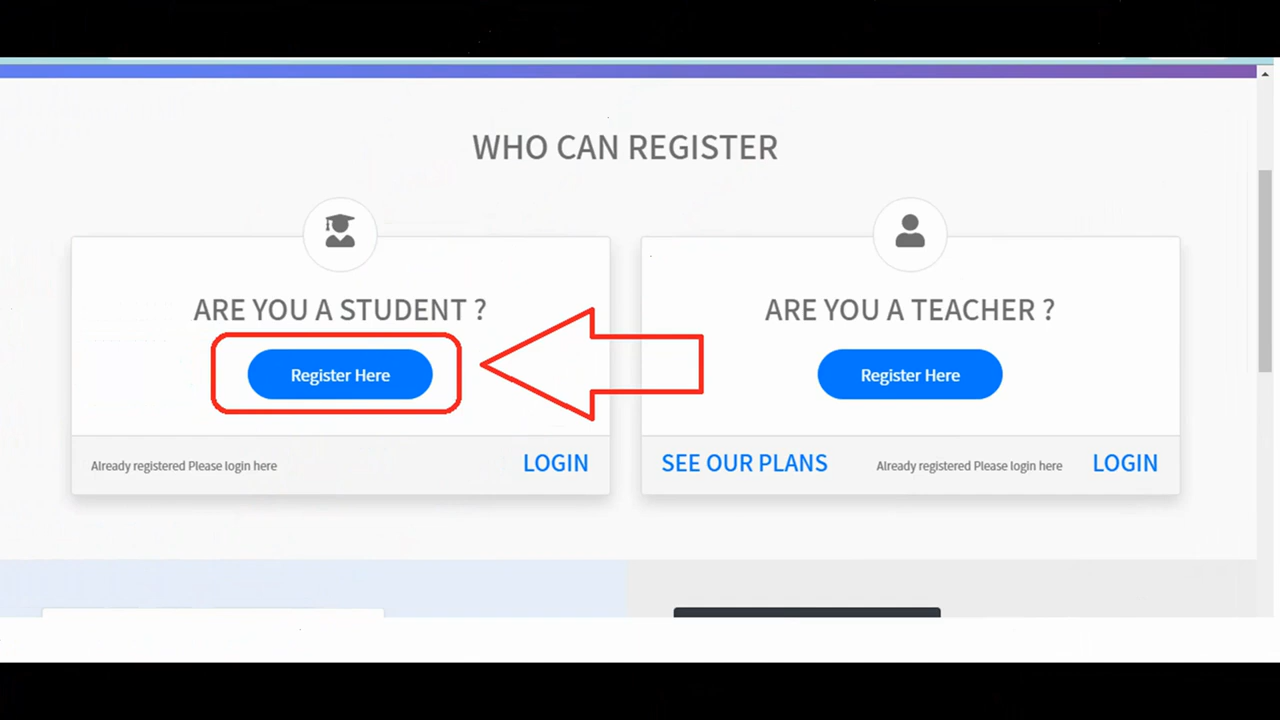 WHO CAN REGISTER
ARE YOU A STUDENT ?
Register Here
Already registered Please login here
LOGIN
ARE YOU A TEACHER ?
Register Here
SEE OUR PLANS
Already registered Please login here
LOGIN